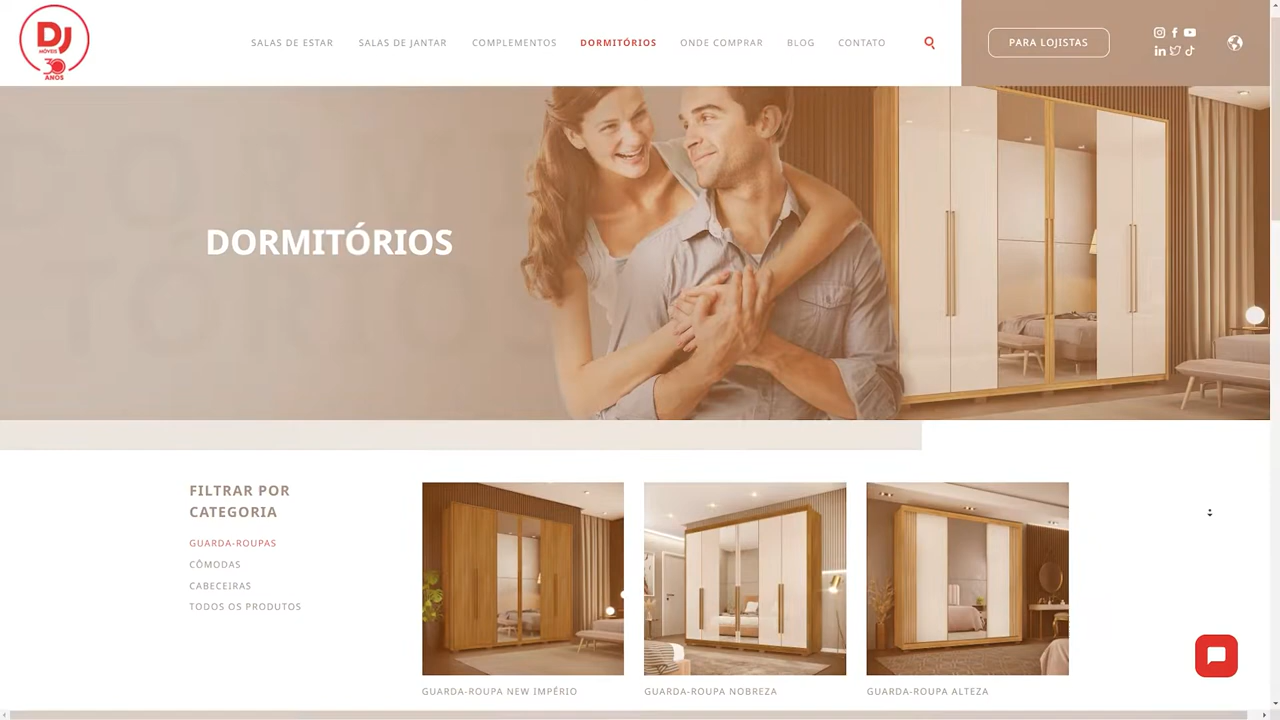 DJ
MÓVEIS
30
ANOS
SALAS DE ESTAR
SALAS DE JANTAR
COMPLEMENTOS
DORMITÓRIOS
ONDE COMPRAR
BLOG
CONTATO
PARA LOJISTAS
DORMITÓRIOS
FILTRAR POR
CATEGORIA
GUARDA-ROUPAS
CÔMODAS
CABECEIRAS
TODOS OS PRODUTOS
GUARDA-ROUPA NEW IMPÉRIO
GUARDA-ROUPA NOBREZA
GUARDA-ROUPA ALTEZA